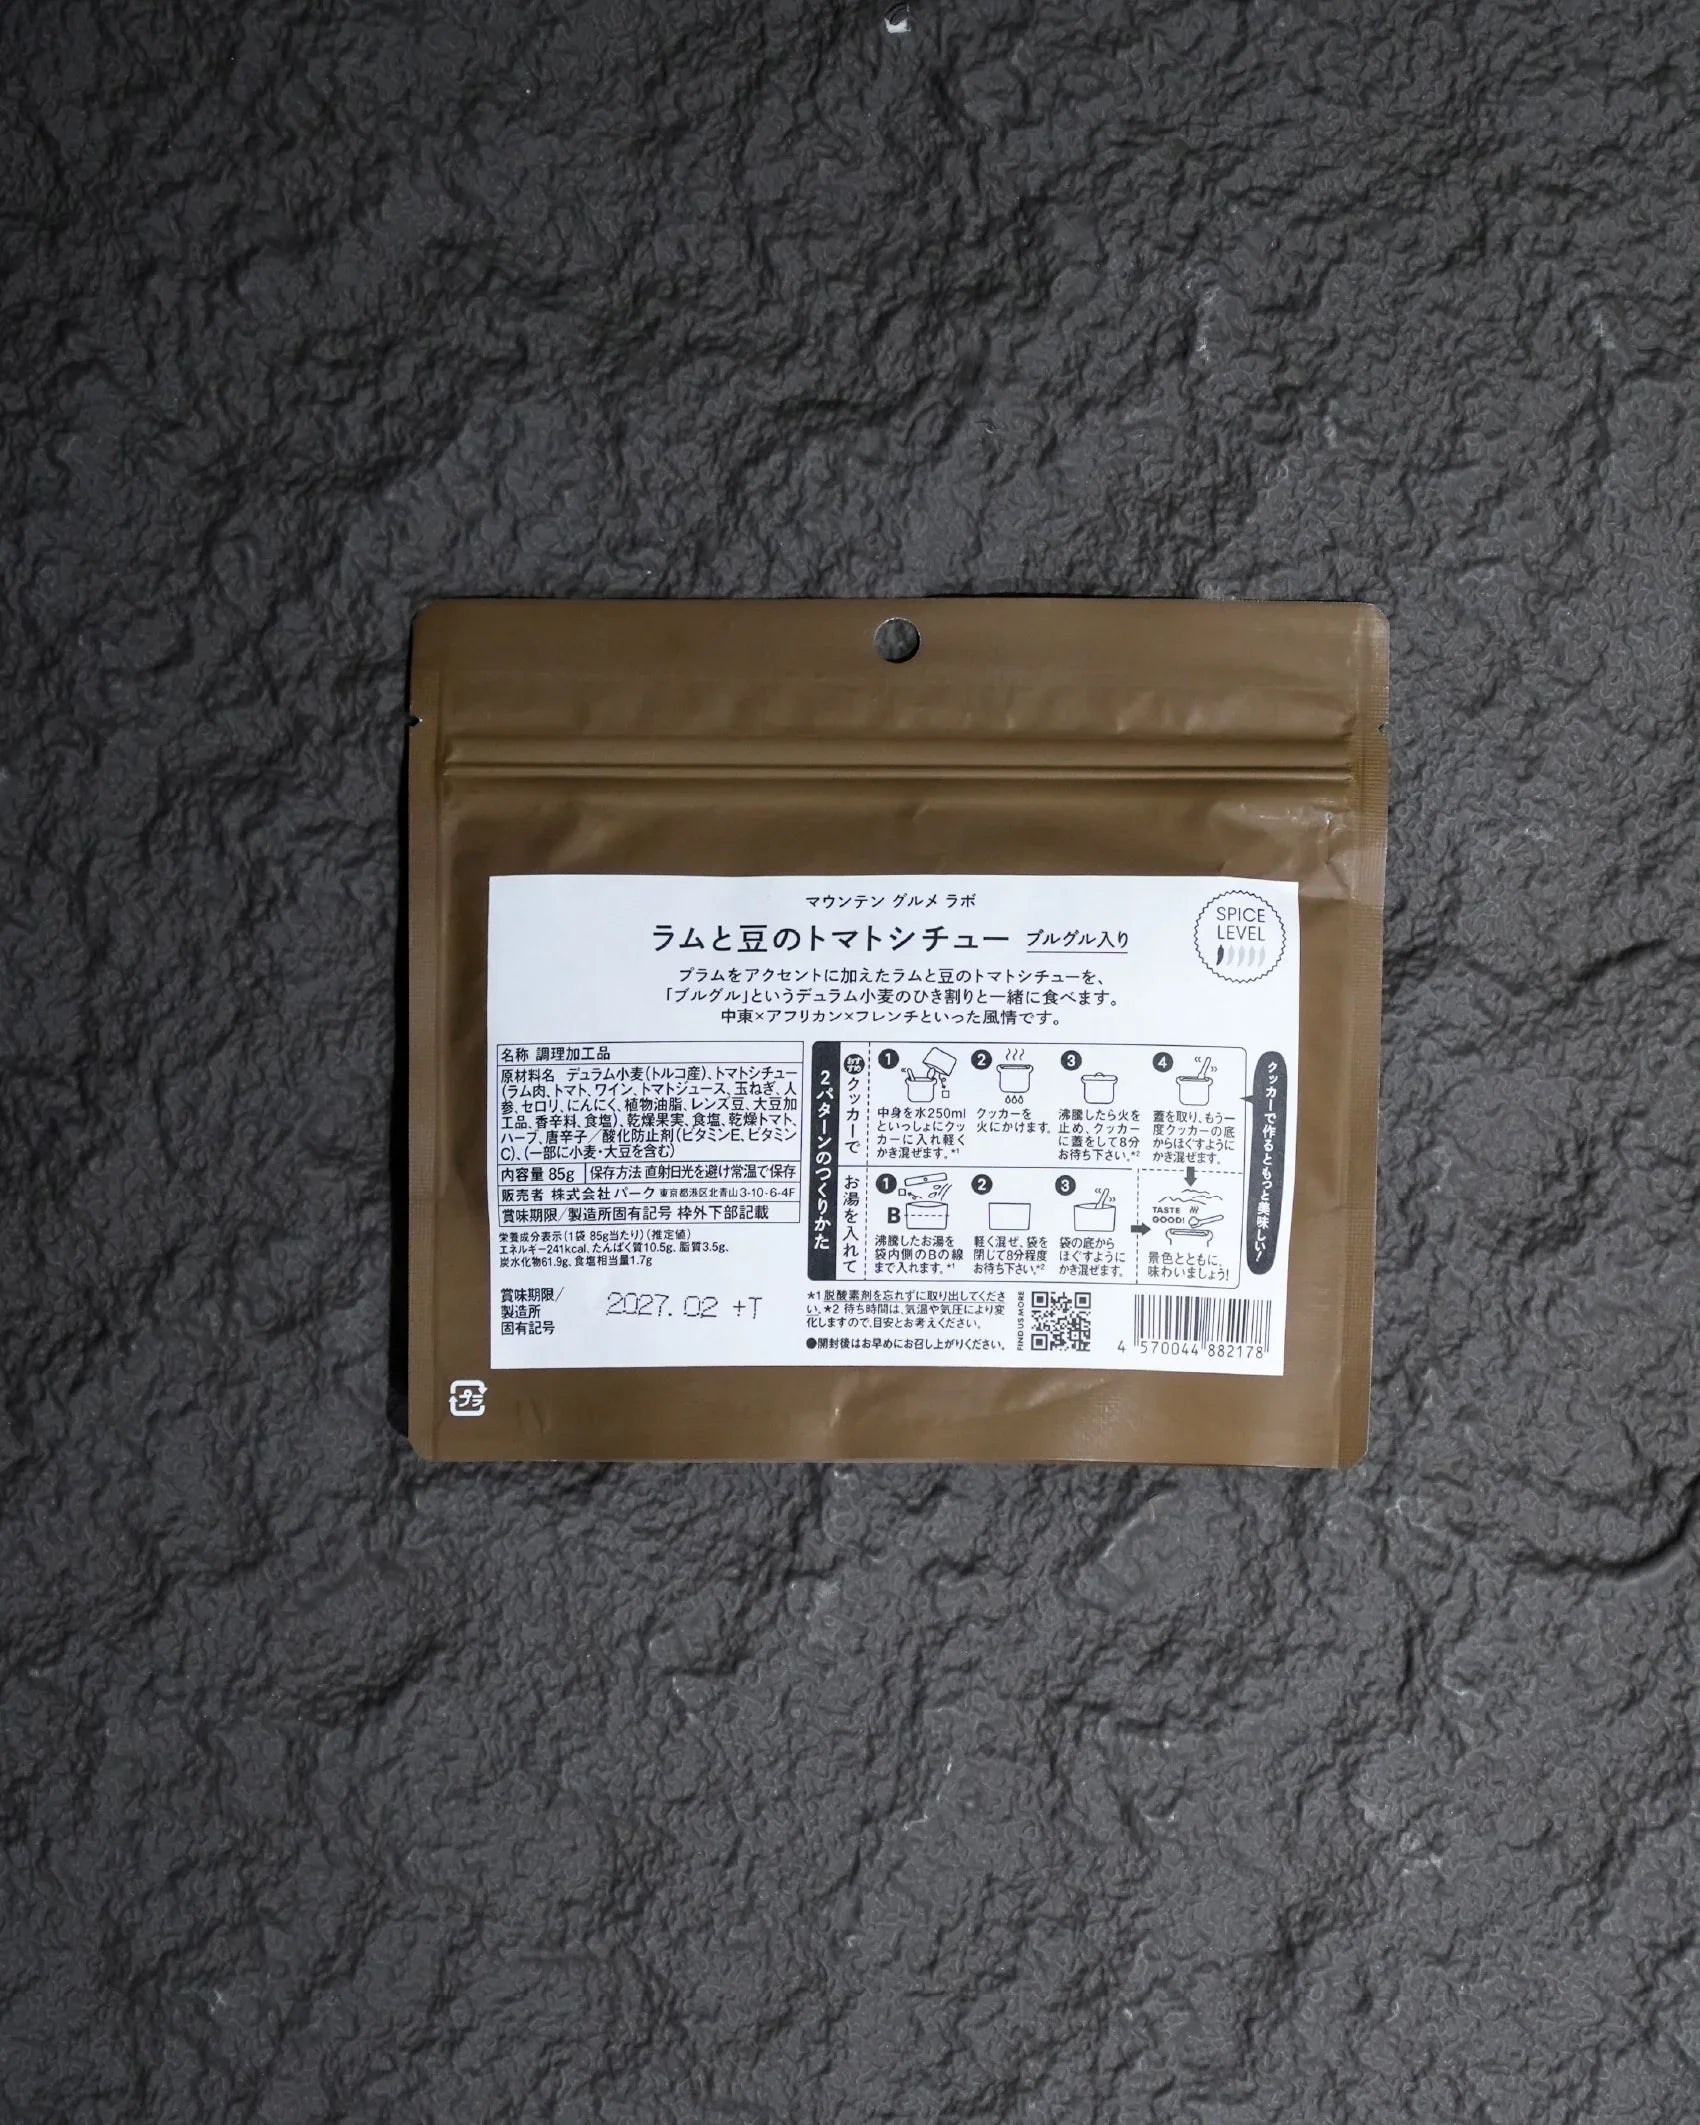 マウンテン グルメ ラボ
ラムと豆のトマトシチュー ブルグル入り
SPICE
LEVEL
プラムをアクセントに加えたラムと豆のトマトシチューを、
「ブルグル」というデュラム小麦のひき割りと一緒に食べます。
中東×アフリカン×フレンチといった風情です。
名称 調理加工品
原材料名 デュラム小麦(トルコ産)、トマトシチュー
(ラム肉、トマト、ワイン、トマトジュース、玉ねぎ、人
参、セロリ、にんにく、植物油脂、レンズ豆、大豆加
工品、香辛料、食塩)、乾燥果実、食塩、乾燥トマト、
ハーブ、唐辛子/酸化防止剤(ビタミンE、ビタミン
C)、(一部に小麦・大豆を含む)
内容量 85g 保存方法 直射日光を避け常温で保存
販売者 株式会社パーク 東京都港区北青山3-10-6-4F
賞味期限/製造所固有記号 枠外下部記載
栄養成分表示(1袋 85g当たり)(推定値)
エネルギー241kcal、たんぱく質10.5g、脂質3.5g、
炭水化物61.9g、食塩相当量1.7g
賞味期限/
製造所
固有記号
2027.02 +T
2パターンのつくりかた
おすすめ
クッカーで
1
中身を水250ml
といっしょにクッ
カーに入れ軽く
かき混ぜます。*1
2
クッカーを
火にかけます。
3
沸騰したら火を
止め、クッカー
に蓋をして8分
お待ち下さい。*2
4
蓋を取り、もう一
度クッカーの底
からほぐすように
かき混ぜます。
クッカーで作るともっと美味しい!
お湯を入れて
1
B
沸騰したお湯を
袋内側のBの線
まで入れます。*1
2
軽く混ぜ、袋を
閉じて8分程度
お待ち下さい。*2
3
袋の底から
ほぐすように
かき混ぜます。
TASTE
GOOD!
景色とともに、
味わいましょう!
*1 脱酸素剤を忘れずに取り出してくださ
い。*2 待ち時間は、気温や気圧により変
化しますので、目安とお考えください。
●開封後はお早めにお召し上がりください。
FIND US MORE
4 570044 882178
プラ